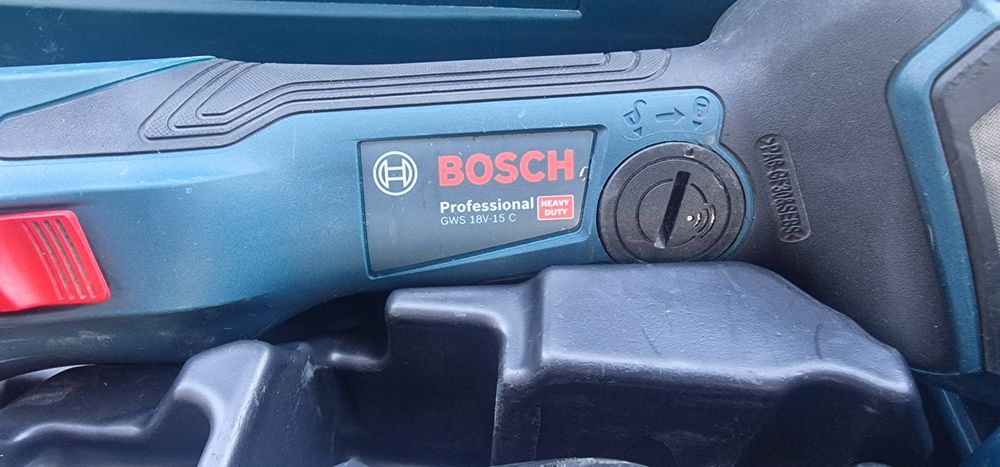 BOSCH
Professional HEAVY DUTY
GWS 18V-15 C